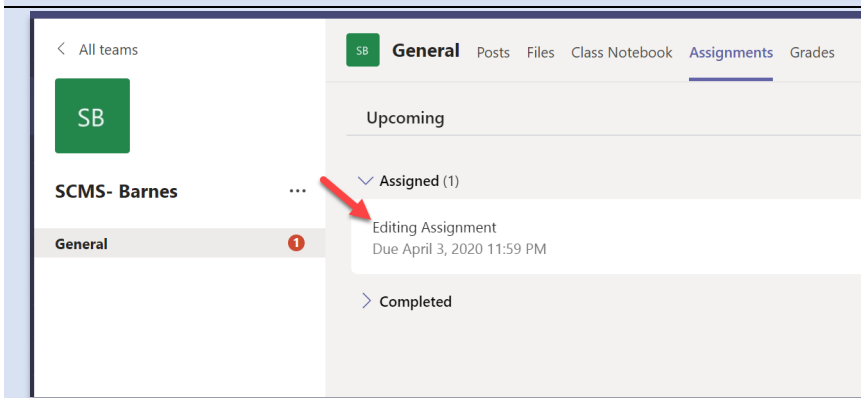 All teams
SB
SCMS- Barnes ...
General 1
SB General Posts Files Class Notebook Assignments Grades
Upcoming
Assigned (1)
Editing Assignment
Due April 3, 2020 11:59 PM
Completed